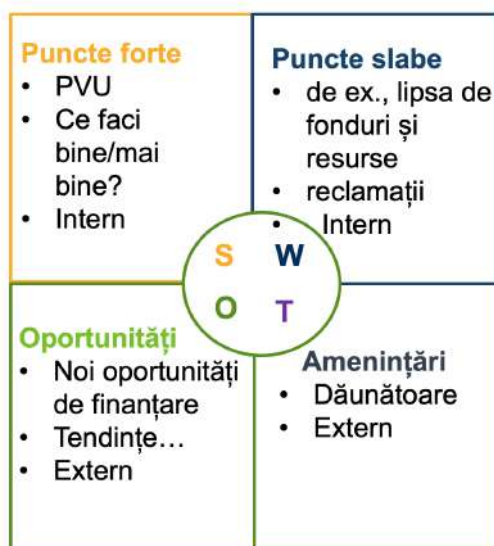 Puncte forte
• PVU
• Ce faci
bine/mai
bine?
• Intern
Puncte slabe
• de ex., lipsa de
fonduri și
resurse
• reclamații
• Intern
S W
O T
Oportunități
• Noi oportunități
de finanțare
• Tendințe…
• Extern
Amenințări
• Dăunătoare
• Extern